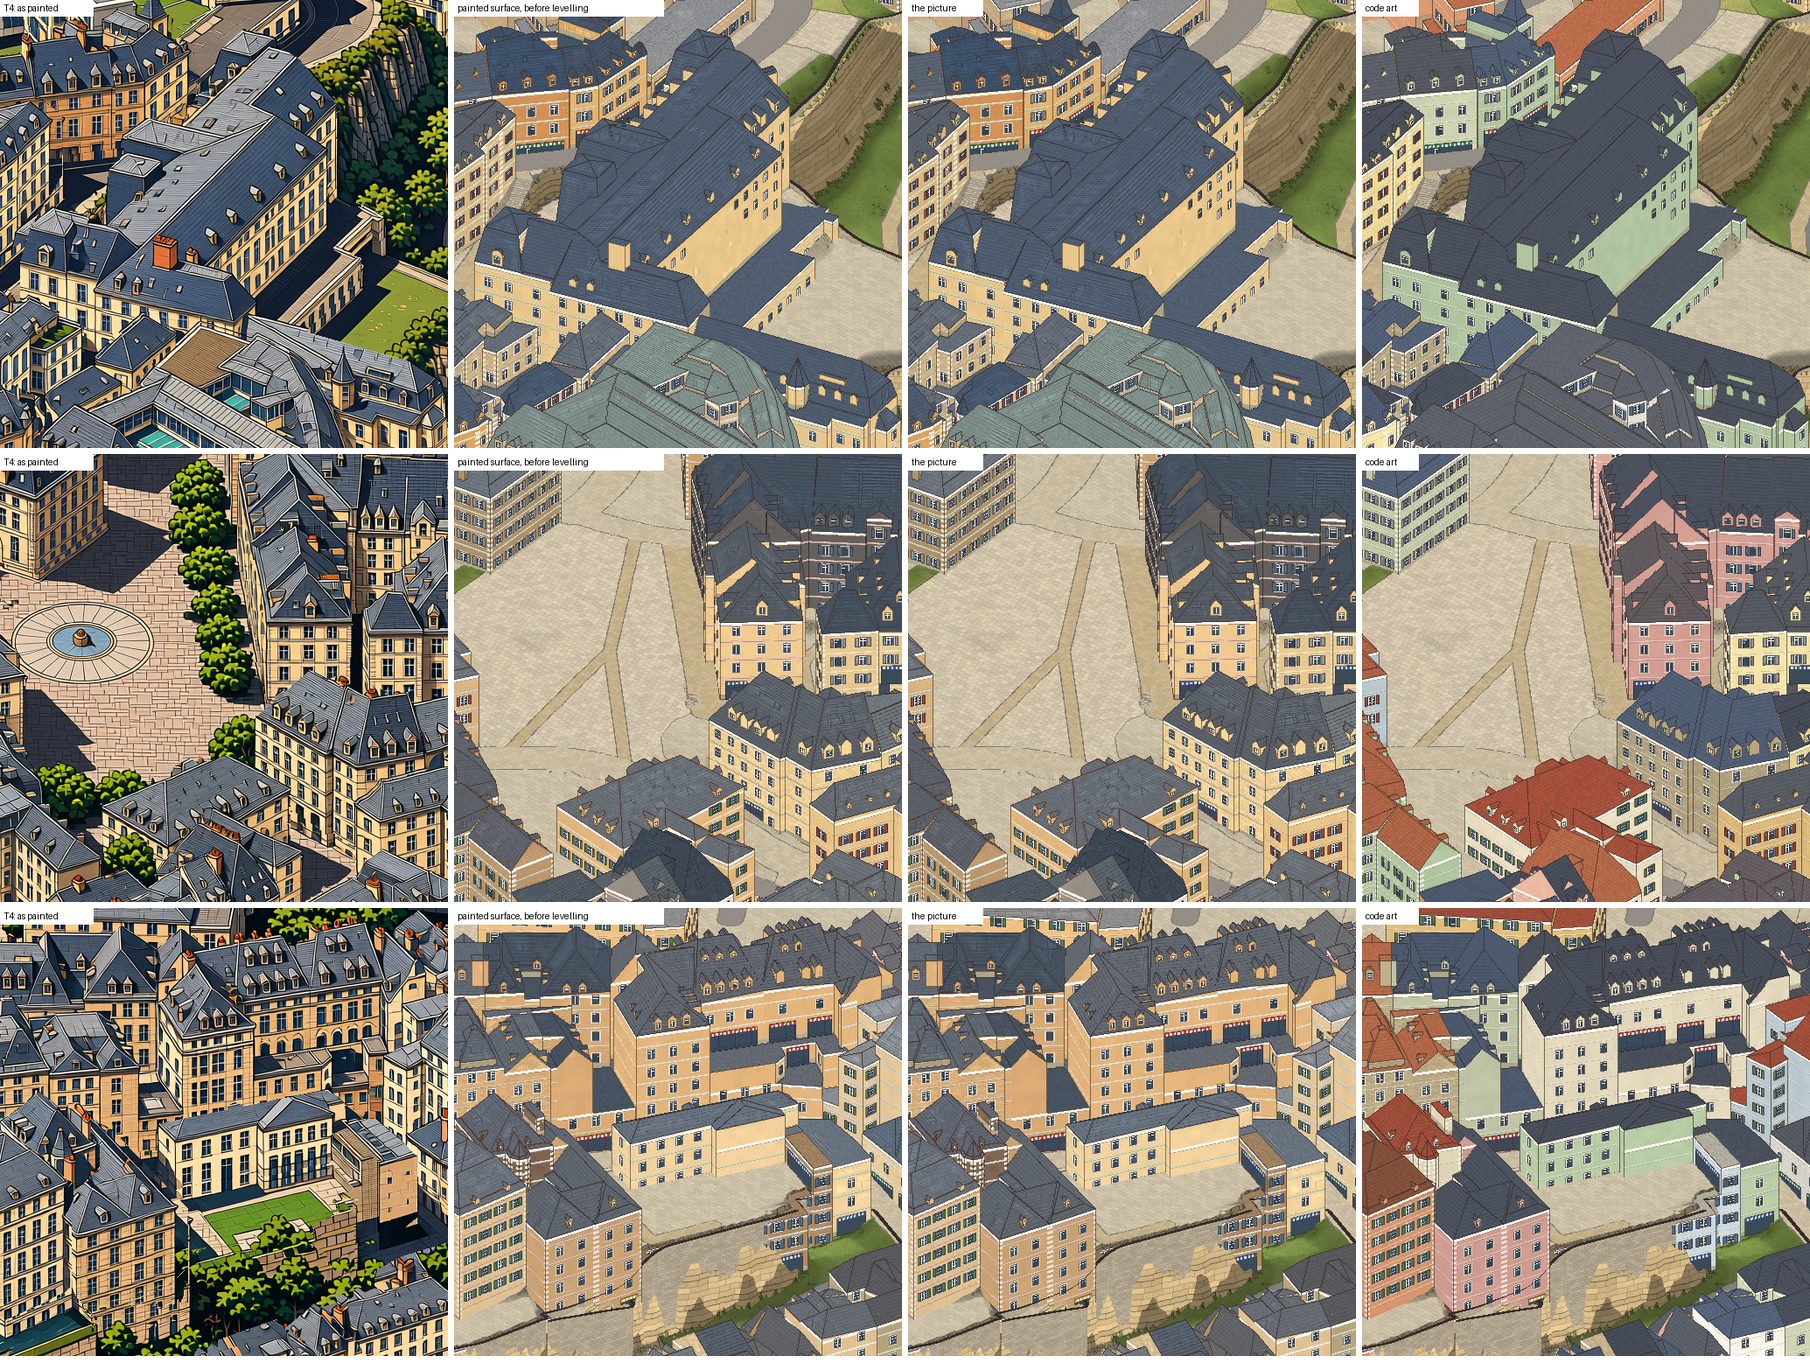 T4: as painted
painted surface, before levelling
the picture
code art
T4: as painted
painted surface, before levelling
the picture
code art
T4: as painted
painted surface, before levelling
the picture
code art